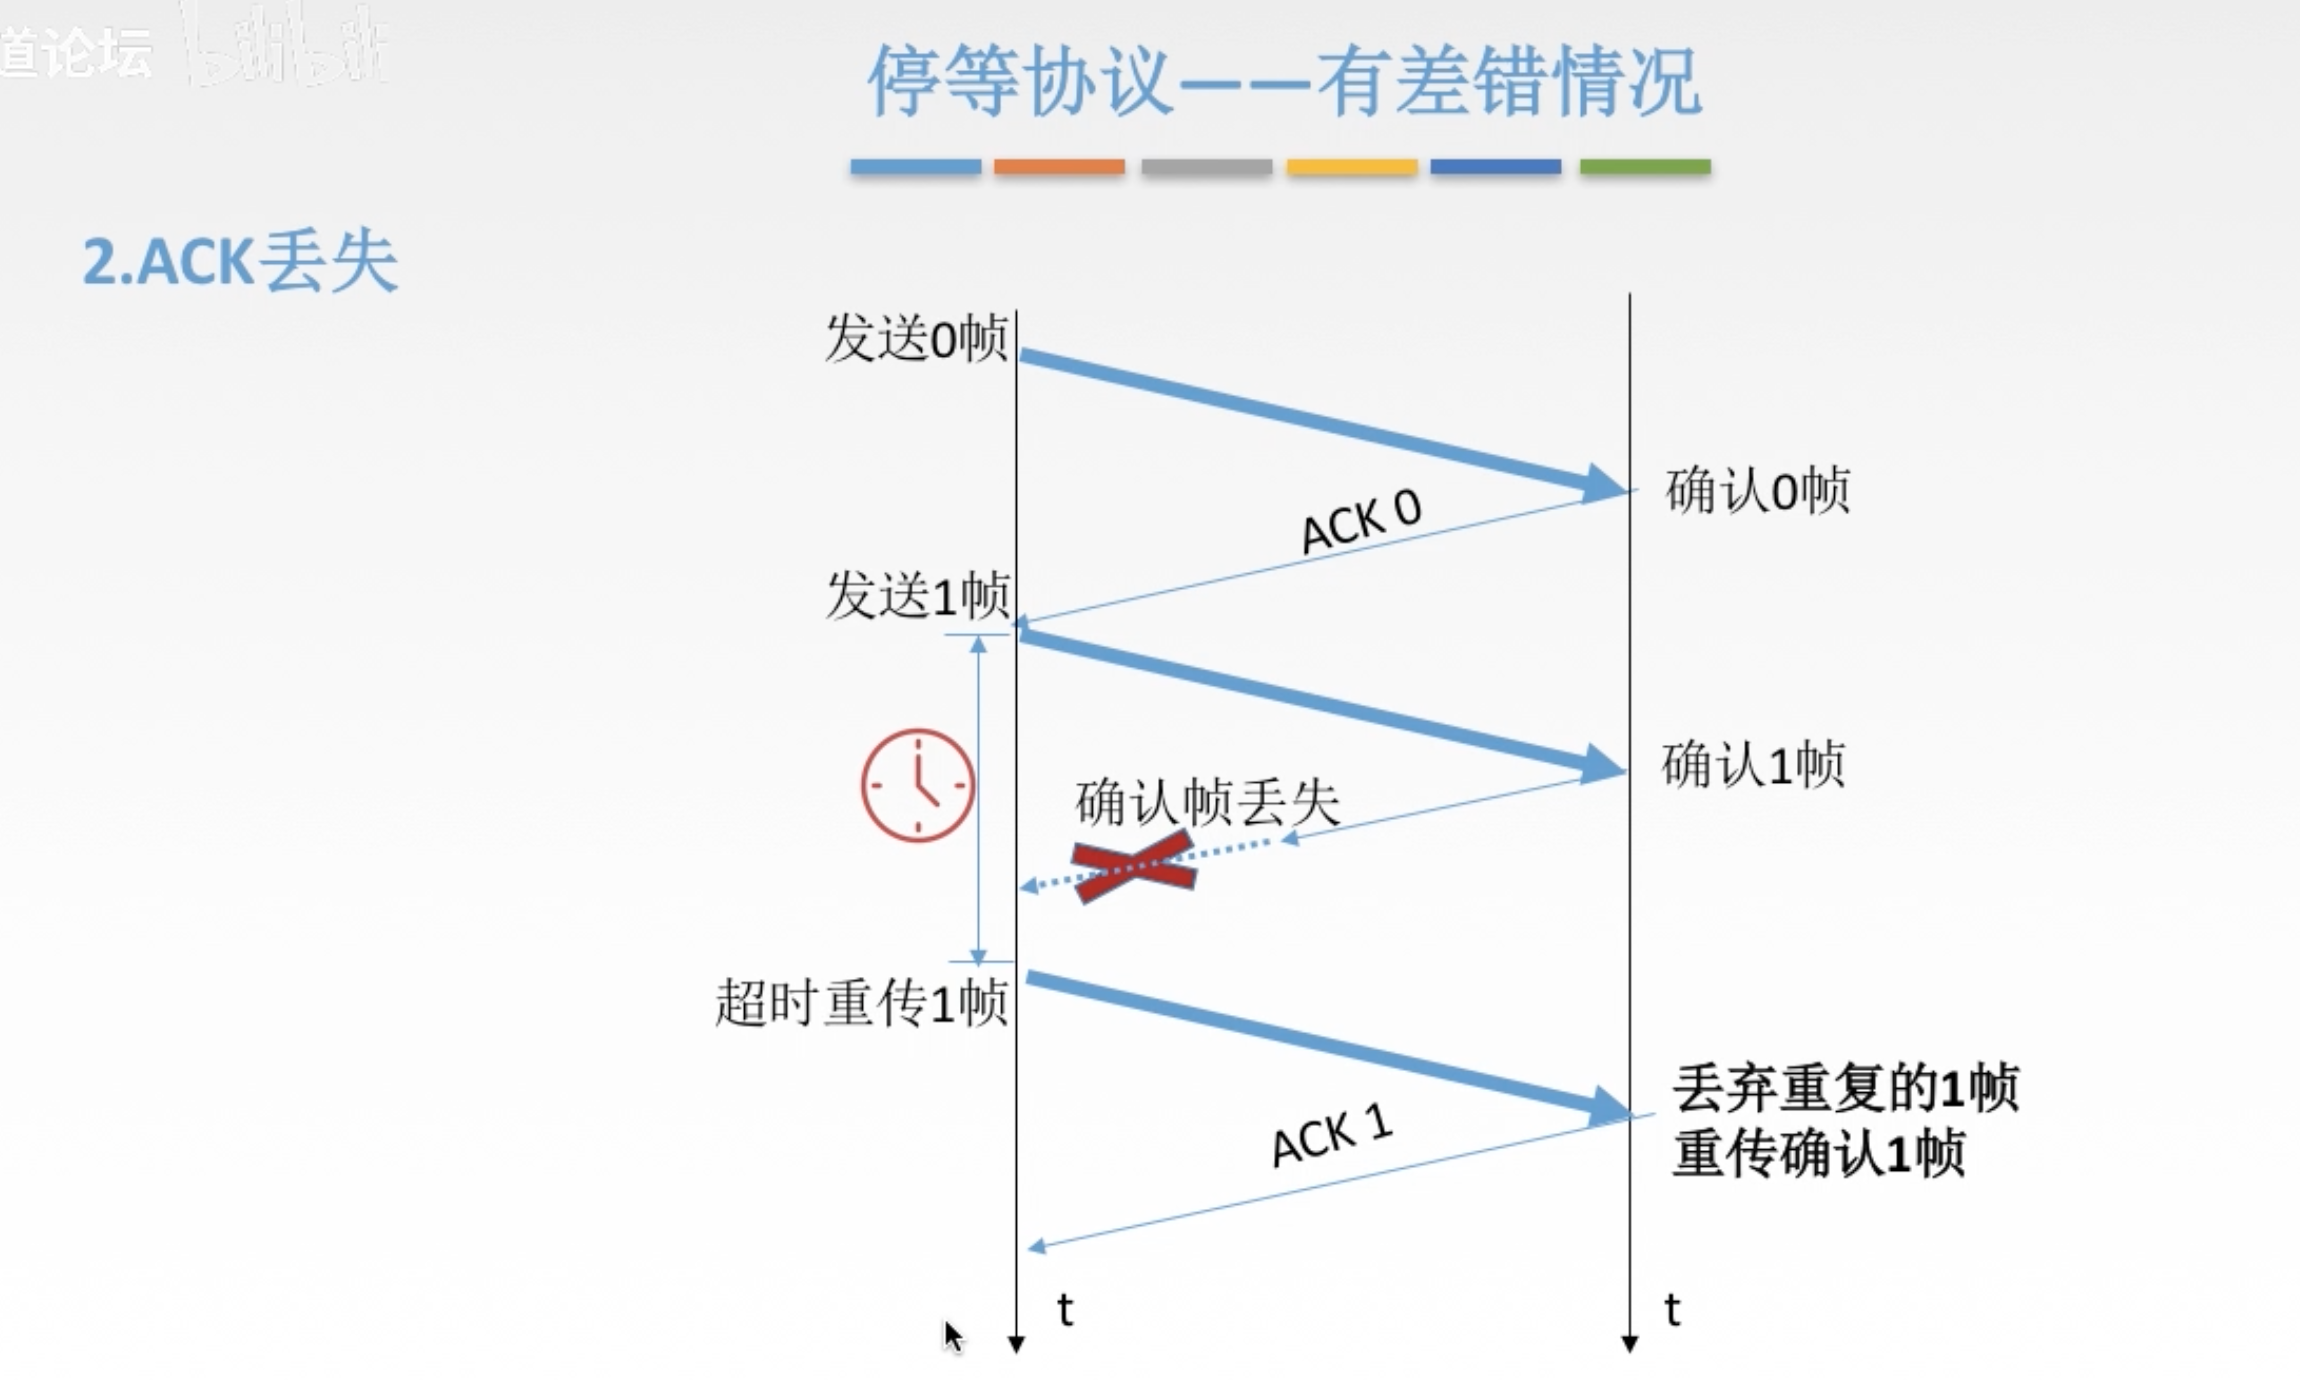 道论坛 bilibili
停等协议——有差错情况
2.ACK丢失
发送0帧
确认0帧
ACK 0
发送1帧
确认1帧
确认帧丢失
超时重传1帧
丢弃重复的1帧
重传确认1帧
ACK 1
t
t